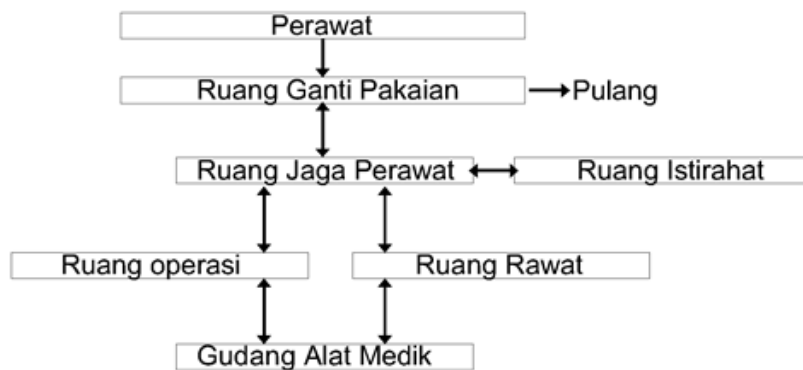 Perawat
Ruang Ganti Pakaian
Pulang
Ruang Jaga Perawat
Ruang Istirahat
Ruang operasi
Ruang Rawat
Gudang Alat Medik